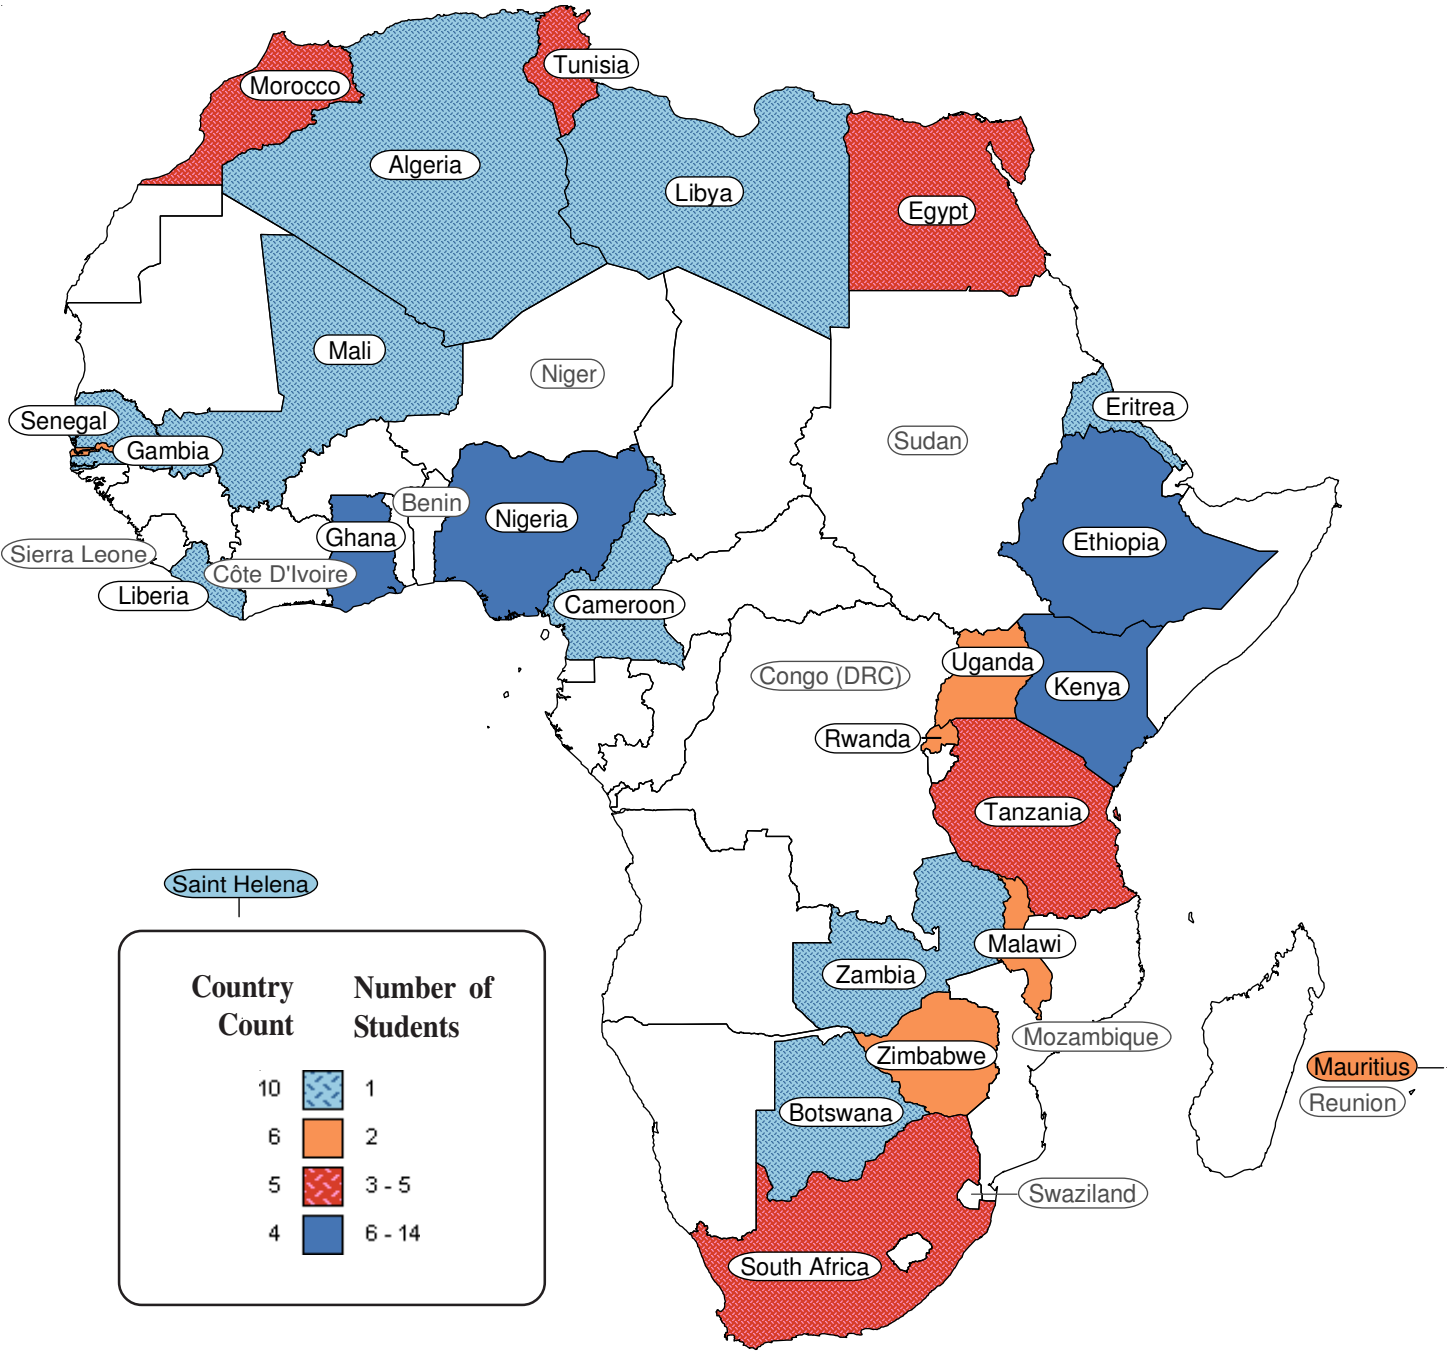 Tunisia
Morocco
Algeria
Libya
Egypt
Mali
Niger
Eritrea
Senegal
Sudan
Gambia
Benin
Nigeria
Ghana
Ethiopia
Sierra Leone
Côte D'Ivoire
Liberia
Cameroon
Uganda
Congo (DRC)
Kenya
Rwanda
Tanzania
Saint Helena
Malawi
Zambia
Mozambique
Zimbabwe
Mauritius
Reunion
Botswana
Swaziland
South Africa
Country Count
Number of Students
10 1
6 2
5 3 - 5
4 6 - 14